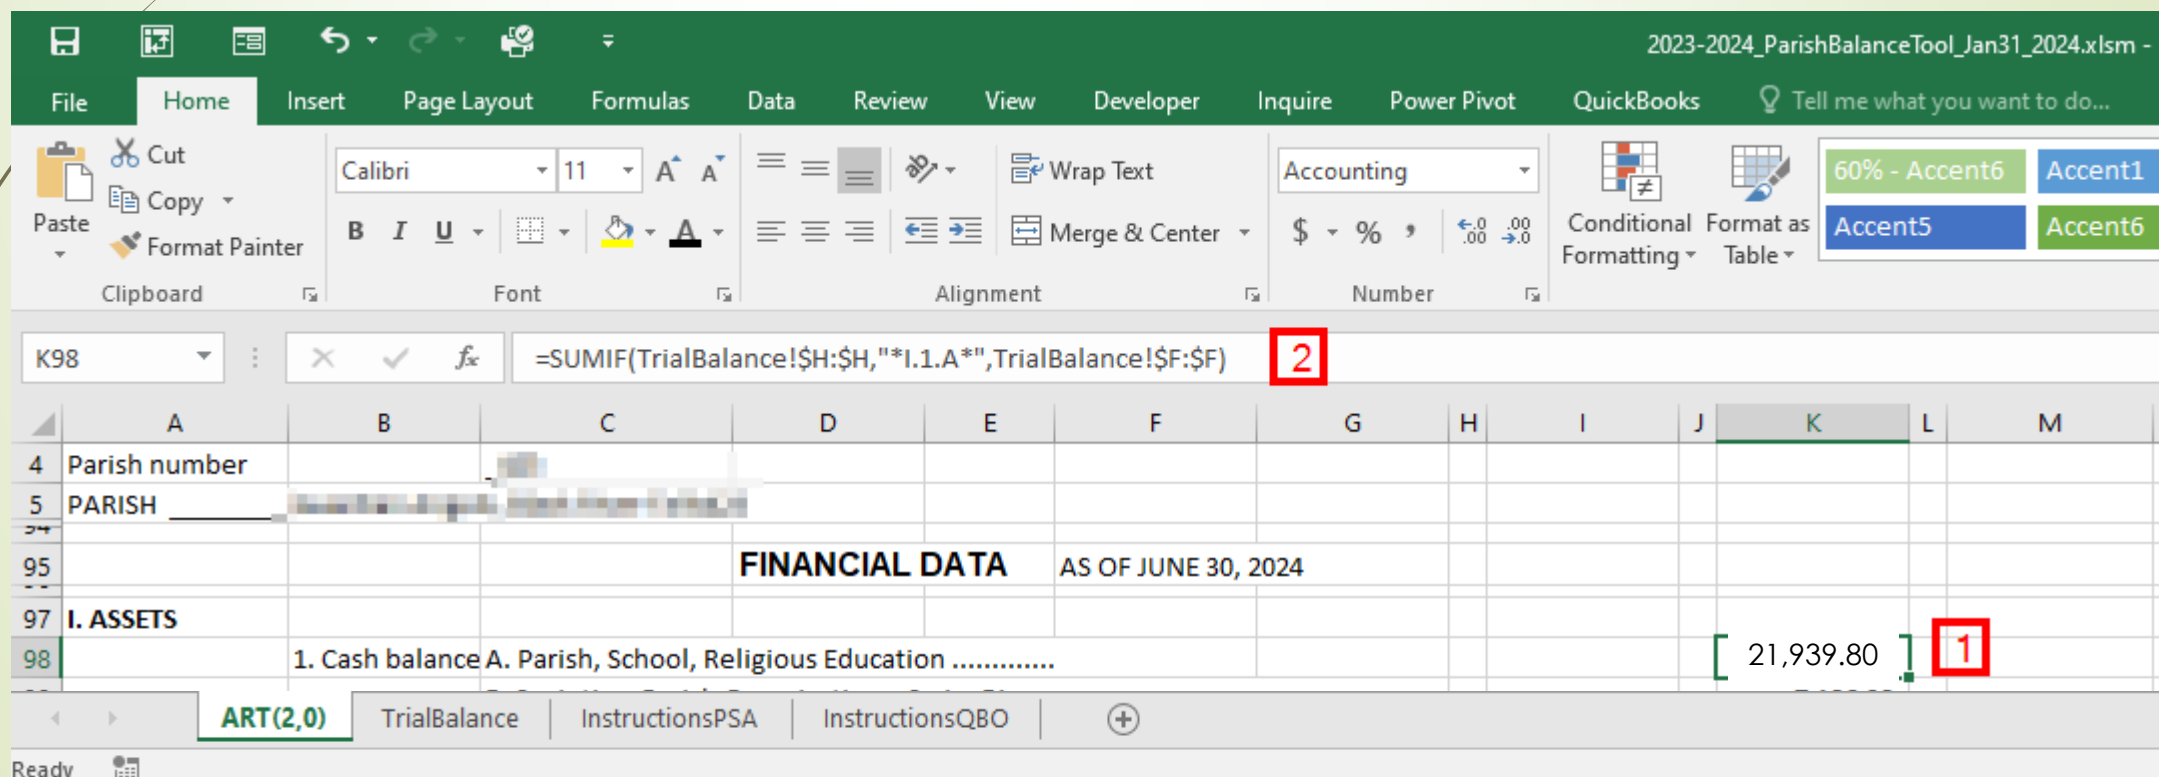 2023-2024_ParishBalanceTool_Jan31_2024.xlsm -
File Home Insert Page Layout Formulas Data Review View Developer Inquire Power Pivot QuickBooks Tell me what you want to do...
Cut
Copy
Paste
Format Painter
Clipboard
Calibri 11
B I U
Font
Wrap Text
Merge & Center
Alignment
Accounting
$ % ,
Number
Conditional Formatting
Format as Table
60% - Accent6 Accent1
Accent5 Accent6
K98 fx =SUMIF(TrialBalance!$H:$H,"*I.1.A*",TrialBalance!$F:$F) 2
A B C D E F G H I J K L M
4 Parish number
5 PARISH
94
95 FINANCIAL DATA AS OF JUNE 30, 2024
97 I. ASSETS
98 1. Cash balance A. Parish, School, Religious Education ............. 21,939.80 1
ART(2,0) TrialBalance InstructionsPSA InstructionsQBO
Ready